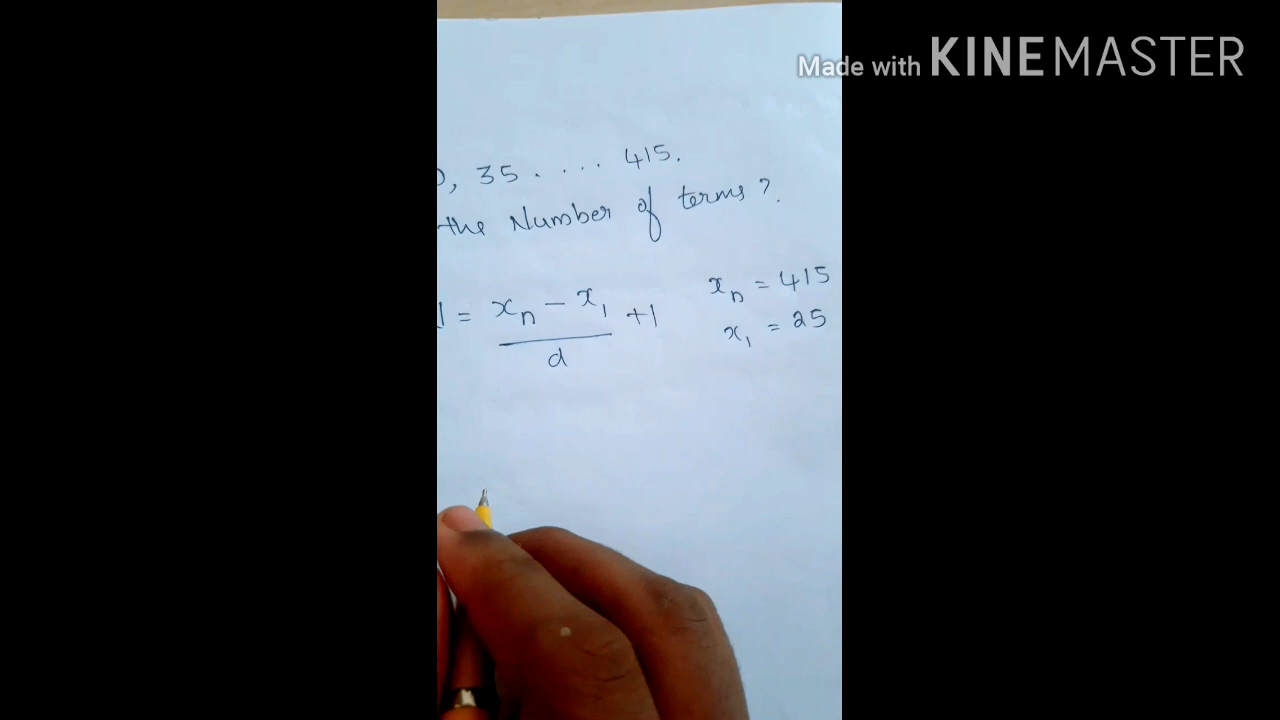 Made with KINEMASTER
, 35 . . . . . 415.
the Number of terms ?
= xn - x1 / d +1
xn = 415
x1 = 25